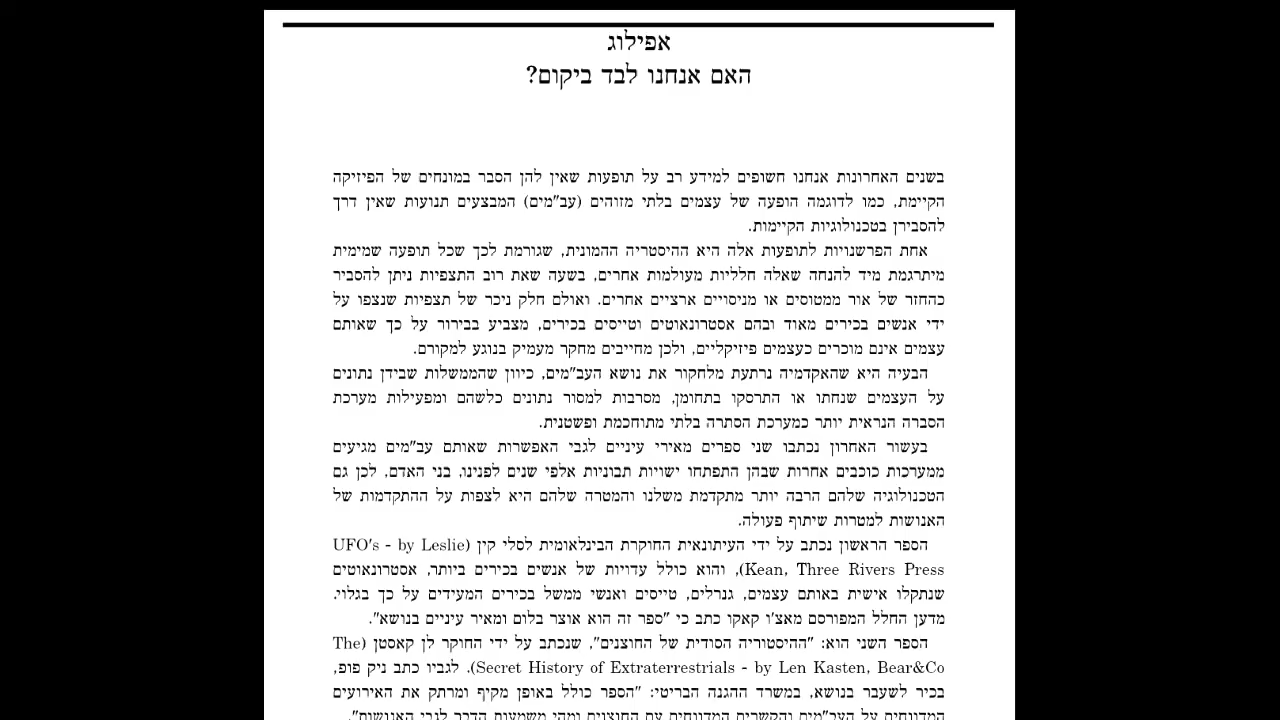 אפילוג
האם אנחנו לבד ביקום?
בשנים האחרונות אנחנו חשופים למידע רב על תופעות שאין להן הסבר במונחים של הפיזיקה
הקיימת, כמו לדוגמה הופעה של עצמים בלתי מזוהים (עב"מים) המבצעים תנועות שאין דרך
להסבירן בטכנולוגיות הקיימות.
אחת הפרשנויות לתופעות אלה היא ההיסטריה ההמונית, שגורמת לכך שכל תופעה שמימית
מיתרגמת מיד להנחה שאלה חלליות מעולמות אחרים, בשעה שאת רוב התצפיות ניתן להסביר
כהחזר של אור ממטוסים או מניסויים ארציים אחרים. ואולם חלק ניכר של תצפיות שנצפו על
ידי אנשים בכירים מאוד ובהם אסטרונאוטים וטייסים בכירים, מצביע בבירור על כך שאותם
עצמים אינם מוכרים כעצמים פיזיקליים, ולכן מחייבים מחקר מעמיק בנוגע למקורם.
הבעיה היא שהאקדמיה נרתעת מלחקור את נושא העב"מים, כיוון שהממשלות שבידן נתונים
על העצמים שנחתו או התרסקו בתחומן, מסרבות למסור נתונים כלשהם ומפעילות מערכת
הסברה הנראית יותר כמערכת הסתרה בלתי מתוחכמת ופשטנית.
בעשור האחרון נכתבו שני ספרים מאירי עיניים לגבי האפשרות שאותם עב"מים מגיעים
ממערכות כוכבים אחרות שבהן התפתחו ישויות תבוניות אלפי שנים לפנינו, בני האדם, לכן גם
הטכנולוגיה שלהם הרבה יותר מתקדמת משלנו והמטרה שלהם היא לצפות על ההתקדמות של
האנושות למטרות שיתוף פעולה.
הספר הראשון נכתב על ידי העיתונאית החוקרת הבינלאומית לסלי קין (UFO's - by Leslie
Kean, Three Rivers Press), והוא כולל עדויות של אנשים בכירים ביותר, אסטרונאוטים
שנתקלו אישית באותם עצמים, גנרלים, טייסים ואנשי ממשל בכירים המעידים על כך בגלוי.
מדען החלל המפורסם מאצ'ו קאקו כתב כי "ספר זה הוא אוצר בלום ומאיר עיניים בנושא".
הספר השני הוא: "ההיסטוריה הסודית של החוצנים", שנכתב על ידי החוקר לן קאסטן (The
Secret History of Extraterrestrials - by Len Kasten, Bear&Co). לגביו כתב ניק פופ,
בכיר לשעבר בנושא, במשרד ההגנה הבריטי: "הספר כולל באופן מקיף ומרתק את האירועים
המדווחים על העב"מים והקשרים המדווחים עם החוצנים ומהי משמעות הדבר לגבי האנושות".